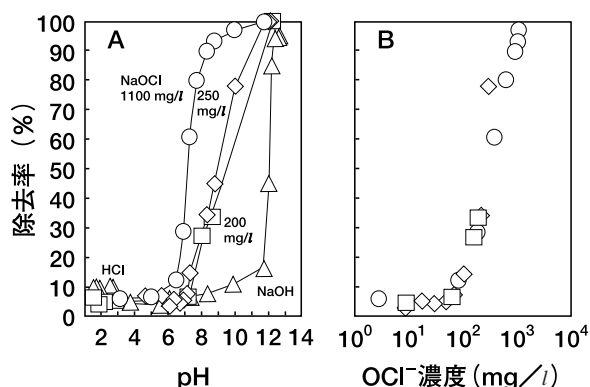 A
B
除去率 (%)
100
90
80
70
60
50
40
30
20
10
0
NaOCl
1100 mg/l
250
mg/l
200
mg/l
HCl
NaOH
2 4 6 8 10 12 14
pH
10⁰ 10¹ 10² 10³ 10⁴
OCl⁻濃度 (mg/l)